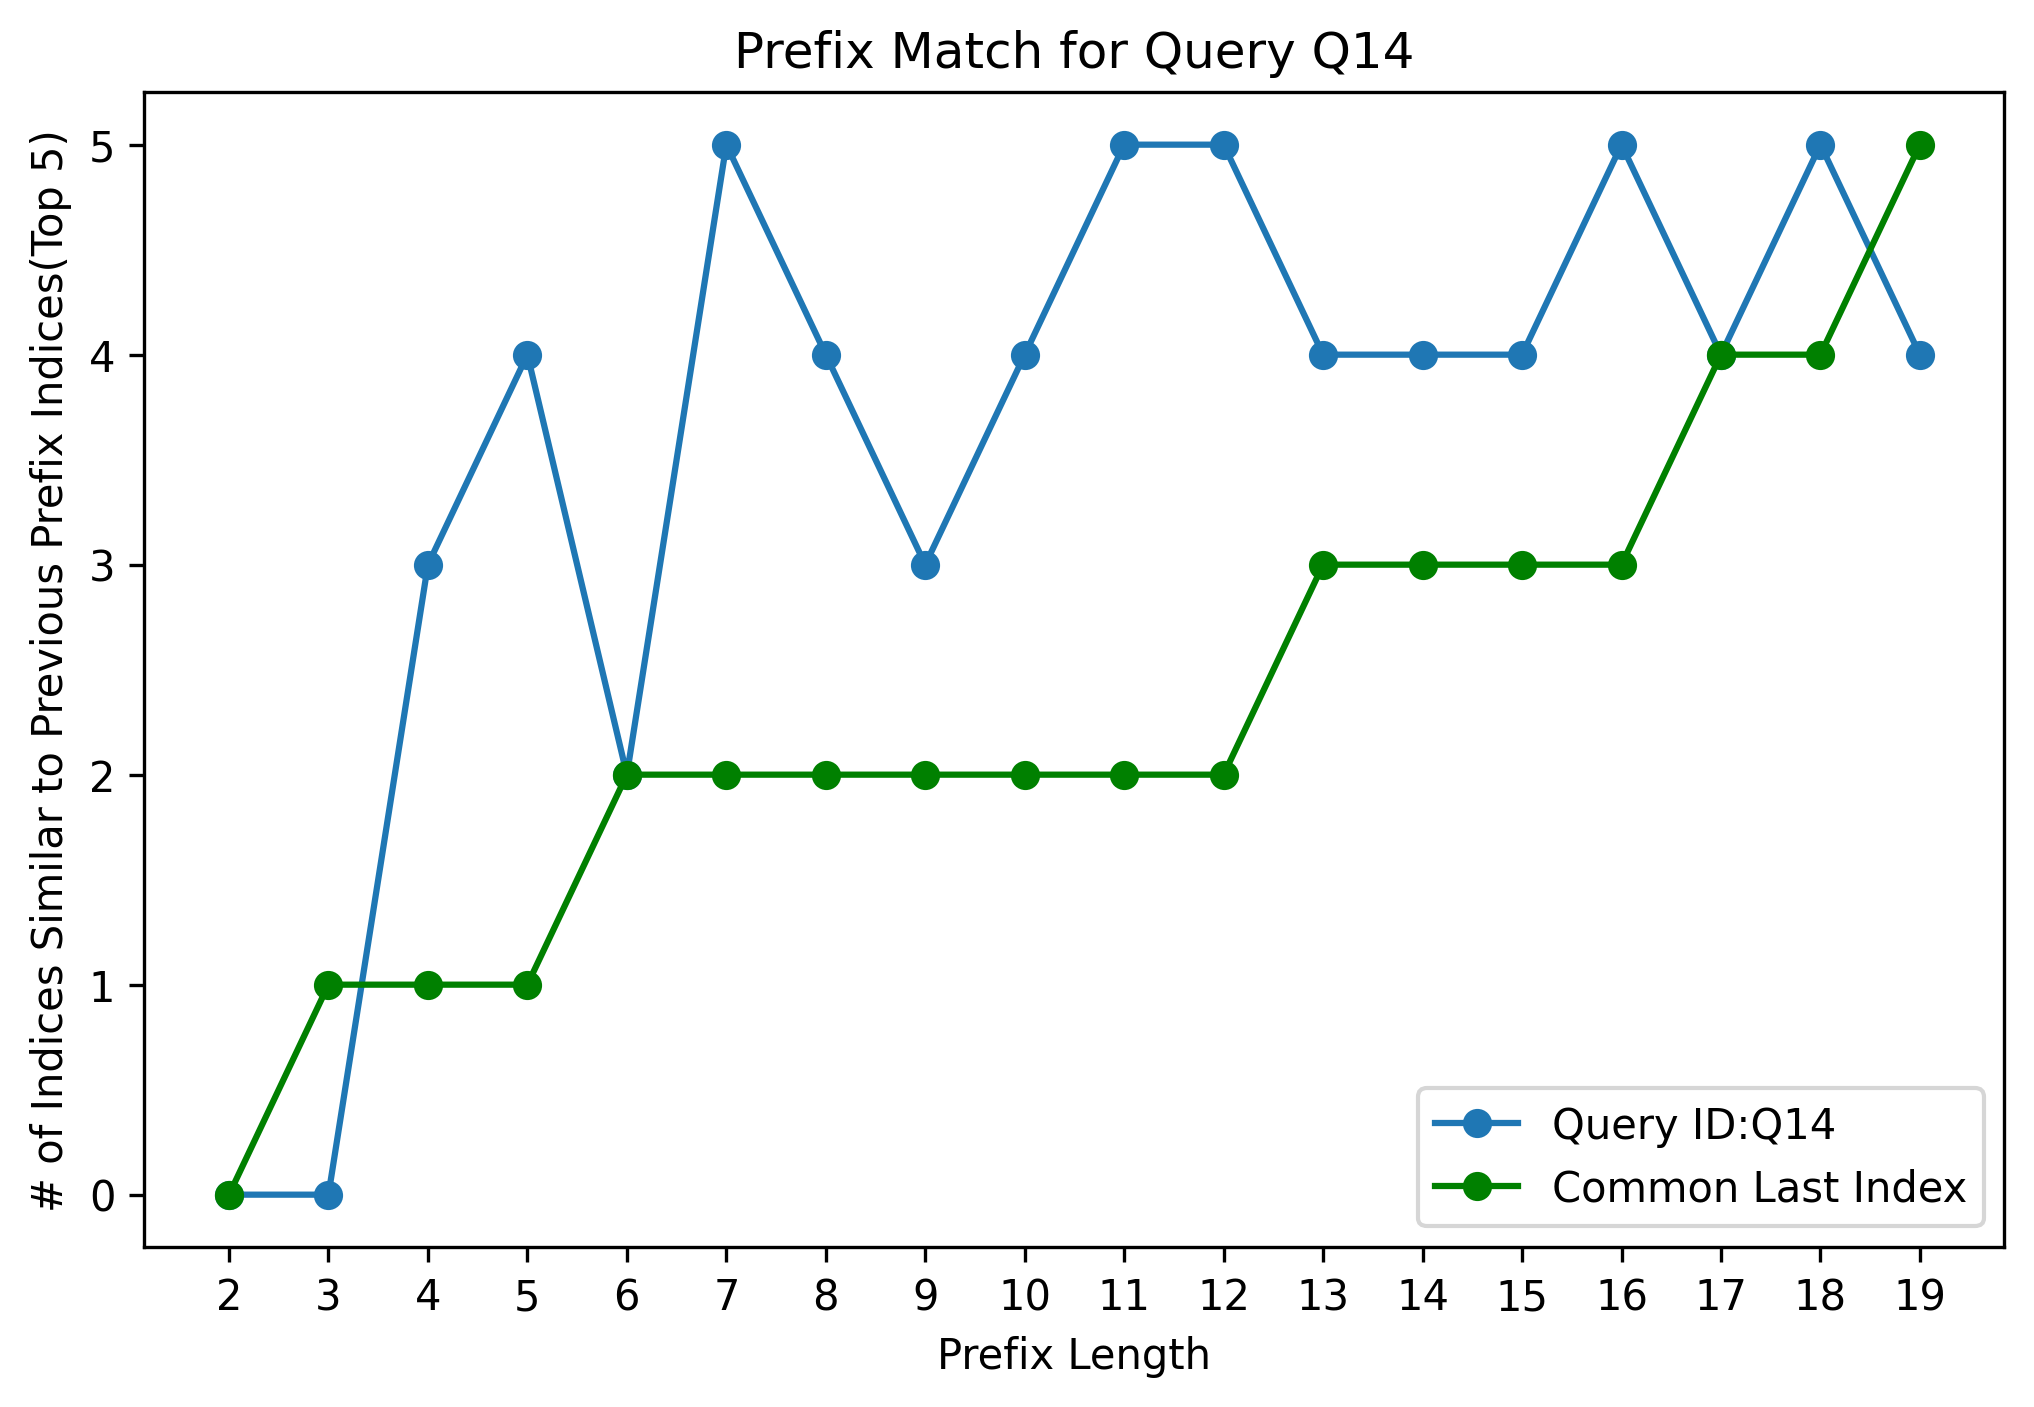 Prefix Match for Query Q14
# of Indices Similar to Previous Prefix Indices(Top 5)
5
4
3
2
1
0
Query ID:Q14
Common Last Index
2 3 4 5 6 7 8 9 10 11 12 13 14 15 16 17 18 19
Prefix Length